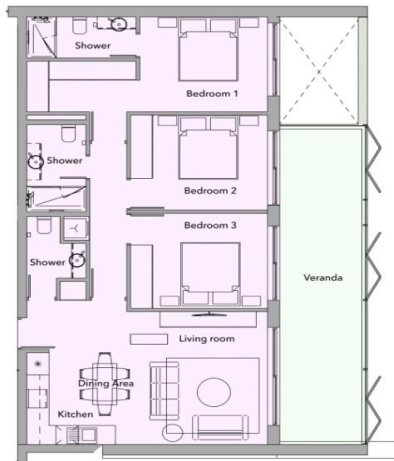 Shower
Bedroom 1
Shower
Bedroom 2
Bedroom 3
Shower
Veranda
Living room
Dining Area
Kitchen